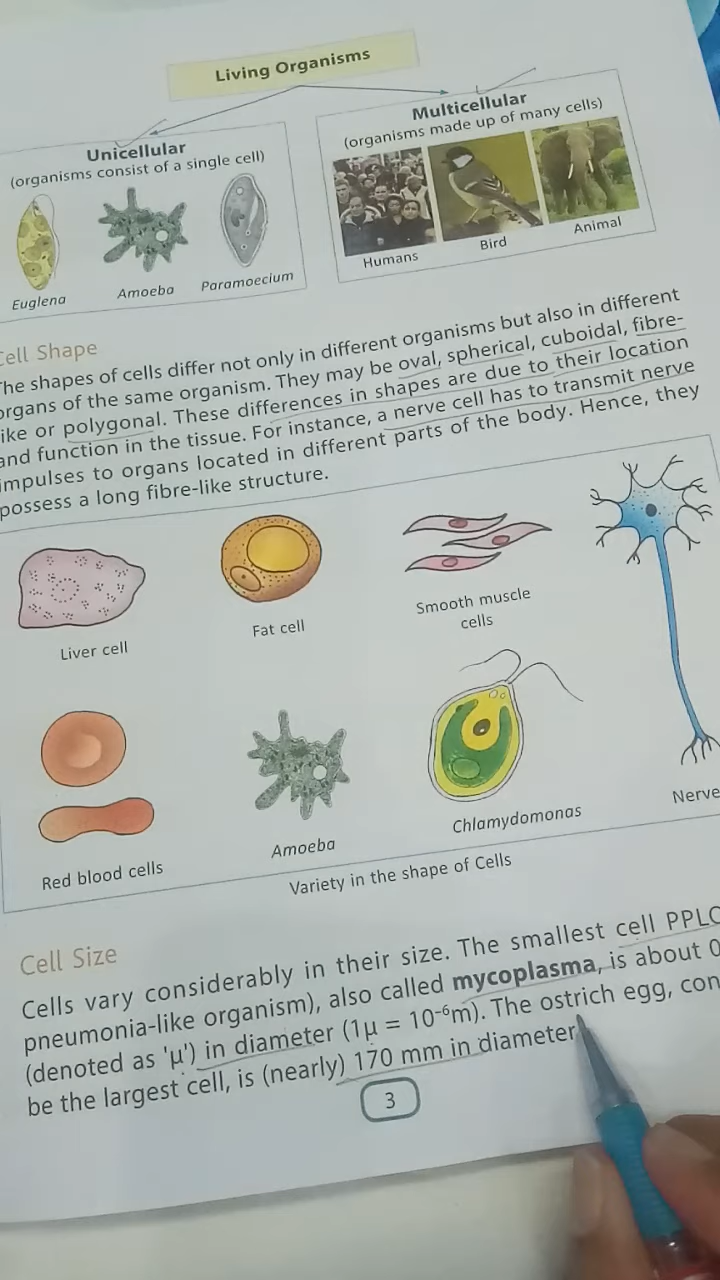 Living Organisms
Unicellular
(organisms consist of a single cell)
Euglena
Amoeba
Paramoecium
Multicellular
(organisms made up of many cells)
Humans
Bird
Animal
Cell Shape
The shapes of cells differ not only in different organisms but also in different
organs of the same organism. They may be oval, spherical, cuboidal, fibre-
like or polygonal. These differences in shapes are due to their location
and function in the tissue. For instance, a nerve cell has to transmit nerve
impulses to organs located in different parts of the body. Hence, they
possess a long fibre-like structure.
Liver cell
Fat cell
Smooth muscle
cells
Red blood cells
Amoeba
Chlamydomonas
Nerve
Variety in the shape of Cells
Cell Size
Cells vary considerably in their size. The smallest cell PPLO
pneumonia-like organism), also called mycoplasma, is about 0
(denoted as 'μ') in diameter (1μ = 10⁻⁶m). The ostrich egg, con
be the largest cell, is (nearly) 170 mm in diameter
3